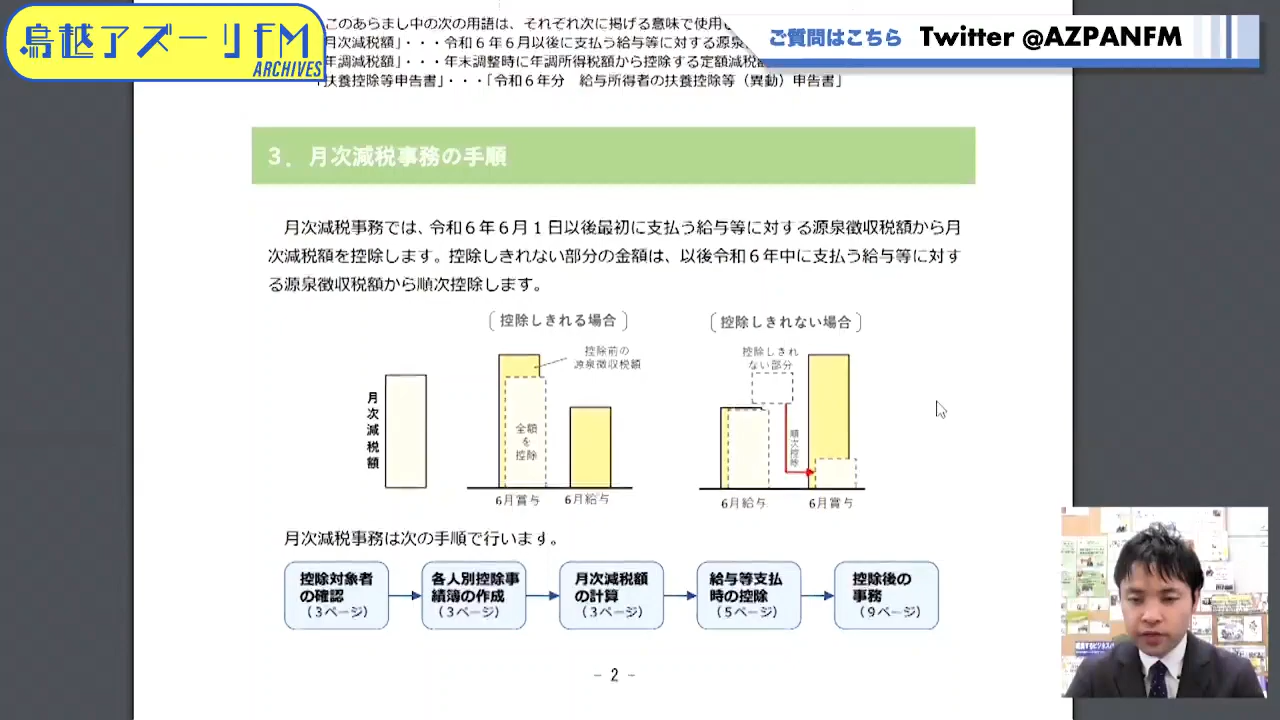 鳥越アズーリFM
ARCHIVES
ご質問はこちら Twitter @AZPANFM
このあらまし中の次の用語は、それぞれ次に掲げる意味で使用
月次減税額」・・・令和６年６月以後に支払う給与等に対する源泉
年調減税額」・・・年末調整時に年調所得税額から控除する定額減税額
「扶養控除等申告書」・・・「令和６年分　給与所得者の扶養控除等（異動）申告書」
３．月次減税事務の手順
月次減税事務では、令和６年６月１日以後最初に支払う給与等に対する源泉徴収税額から月
次減税額を控除します。控除しきれない部分の金額は、以後令和６年中に支払う給与等に対す
る源泉徴収税額から順次控除します。
〔控除しきれる場合〕
〔控除しきれない場合〕
月次減税額
控除前の
源泉徴収税額
全額
を
控除
6月賞与
6月給与
控除しきれ
ない部分
順次控除
6月給与
6月賞与
月次減税事務は次の手順で行います。
控除対象者
の確認
（３ページ）
各人別控除事
績簿の作成
（３ページ）
月次減税額
の計算
（３ページ）
給与等支払
時の控除
（５ページ）
控除後の
事務
（９ページ）
－ 2 －